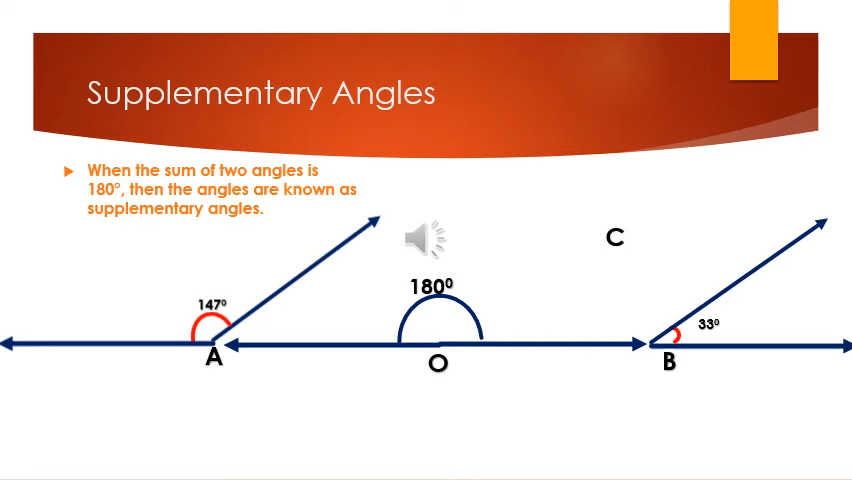 Supplementary Angles
When the sum of two angles is
180°, then the angles are known as
supplementary angles.
C
180⁰
147⁰
33⁰
A
O
B